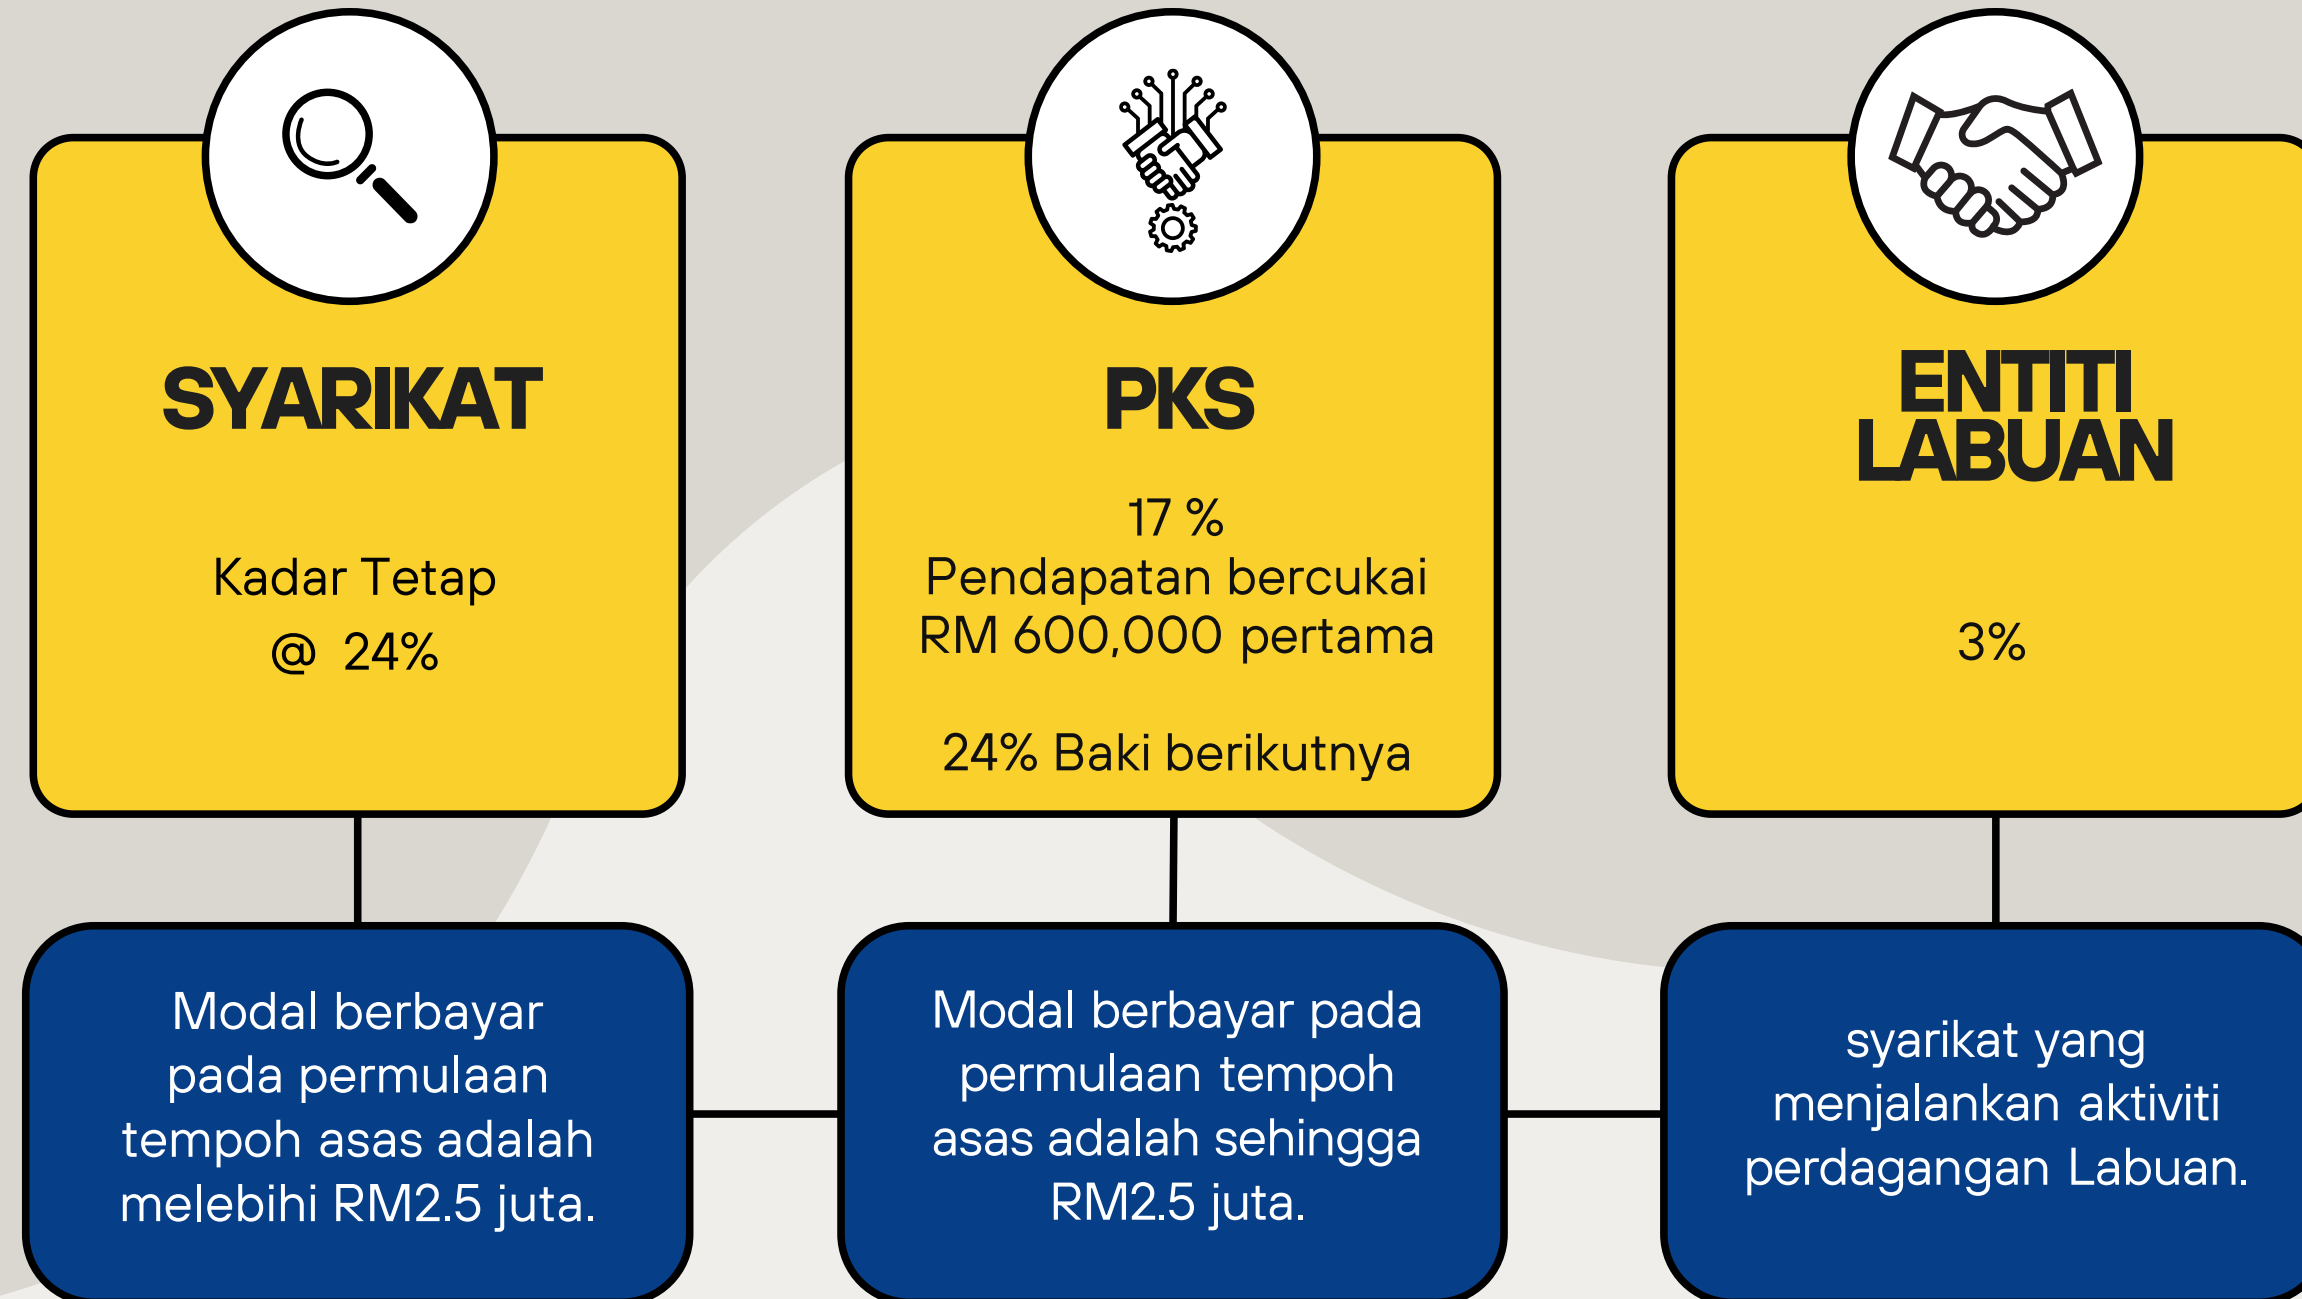 SYARIKAT
Kadar Tetap
@ 24%
Modal berbayar
pada permulaan
tempoh asas adalah
melebihi RM2.5 juta.
PKS
17 %
Pendapatan bercukai
RM 600,000 pertama
24% Baki berikutnya
Modal berbayar pada
permulaan tempoh
asas adalah sehingga
RM2.5 juta.
ENTITI
LABUAN
3%
syarikat yang
menjalankan aktiviti
perdagangan Labuan.